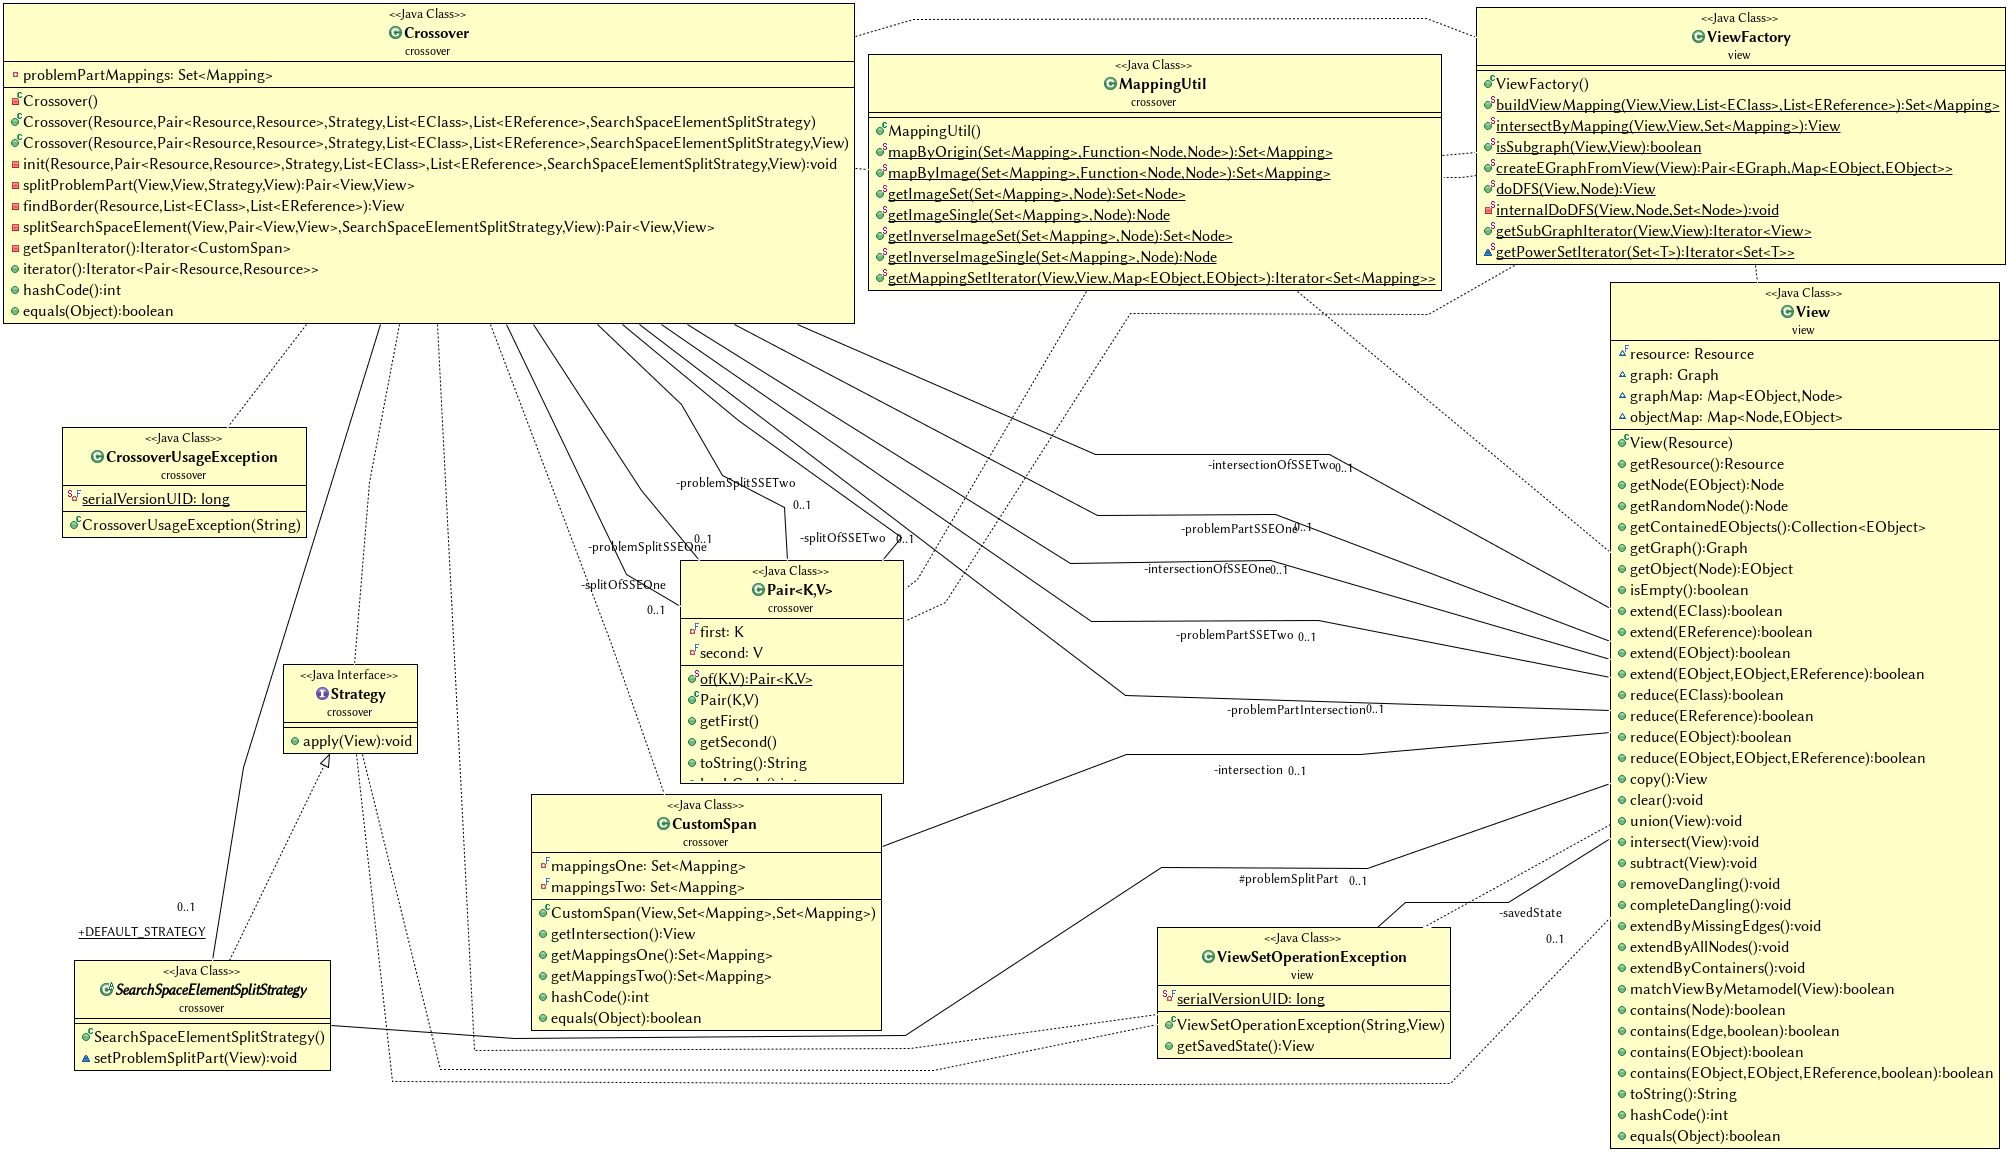 <<Java Class>>
Crossover
crossover
problemPartMappings: Set<Mapping>
Crossover()
Crossover(Resource,Pair<Resource,Resource>,Strategy,List<EClass>,List<EReference>,SearchSpaceElementSplitStrategy)
Crossover(Resource,Pair<Resource,Resource>,Strategy,List<EClass>,List<EReference>,SearchSpaceElementSplitStrategy,View)
init(Resource,Pair<Resource,Resource>,Strategy,List<EClass>,List<EReference>,SearchSpaceElementSplitStrategy,View):void
splitProblemPart(View,View,Strategy,View):Pair<View,View>
findBorder(Resource,List<EClass>,List<EReference>):View
splitSearchSpaceElement(View,Pair<View,View>,SearchSpaceElementSplitStrategy,View):Pair<View,View>
getSpanIterator():Iterator<CustomSpan>
iterator():Iterator<Pair<Resource,Resource>>
hashCode():int
equals(Object):boolean
<<Java Class>>
MappingUtil
crossover
MappingUtil()
mapByOrigin(Set<Mapping>,Function<Node,Node>):Set<Mapping>
mapByImage(Set<Mapping>,Function<Node,Node>):Set<Mapping>
getImageSet(Set<Mapping>,Node):Set<Node>
getImageSingle(Set<Mapping>,Node):Node
getInverseImageSet(Set<Mapping>,Node):Set<Node>
getInverseImageSingle(Set<Mapping>,Node):Node
getMappingSetIterator(View,View,Map<EObject,EObject>):Iterator<Set<Mapping>>
<<Java Class>>
ViewFactory
view
ViewFactory()
buildViewMapping(View,View,List<EClass>,List<EReference>):Set<Mapping>
intersectByMapping(View,View,Set<Mapping>):View
isSubgraph(View,View):boolean
createEGraphFromView(View):Pair<EGraph,Map<EObject,EObject>>
doDFS(View,Node):View
internalDoDFS(View,Node,Set<Node>):void
getSubGraphIterator(View,View):Iterator<View>
getPowerSetIterator(Set<T>):Iterator<Set<T>>
<<Java Class>>
View
view
resource: Resource
graph: Graph
graphMap: Map<EObject,Node>
objectMap: Map<Node,EObject>
View(Resource)
getResource():Resource
getNode(EObject):Node
getRandomNode():Node
getContainedEObjects():Collection<EObject>
getGraph():Graph
getObject(Node):EObject
isEmpty():boolean
extend(EClass):boolean
extend(EReference):boolean
extend(EObject):boolean
extend(EObject,EObject,EReference):boolean
reduce(EClass):boolean
reduce(EReference):boolean
reduce(EObject):boolean
reduce(EObject,EObject,EReference):boolean
copy():View
clear():void
union(View):void
intersect(View):void
subtract(View):void
removeDangling():void
completeDangling():void
extendByMissingEdges():void
extendByAllNodes():void
extendByContainers():void
matchViewByMetamodel(View):boolean
contains(Node):boolean
contains(Edge,boolean):boolean
contains(EObject):boolean
contains(EObject,EObject,EReference,boolean):boolean
toString():String
hashCode():int
equals(Object):boolean
<<Java Class>>
CrossoverUsageException
crossover
serialVersionUID: long
CrossoverUsageException(String)
-intersectionOfSSETwo
0..1
-problemSplitSSETwo
0..1
-problemPartSSEOne
0..1
-splitOfSSETwo
0..1
-problemSplitSSEOne
0..1
-intersectionOfSSEOne
0..1
-splitOfSSEOne
0..1
-problemPartSSETwo
0..1
-problemPartIntersection
0..1
-intersection
0..1
<<Java Class>>
Pair<K,V>
crossover
first: K
second: V
of(K,V):Pair<K,V>
Pair(K,V)
getFirst()
getSecond()
toString():String
<<Java Interface>>
Strategy
crossover
apply(View):void
<<Java Class>>
CustomSpan
crossover
mappingsOne: Set<Mapping>
mappingsTwo: Set<Mapping>
CustomSpan(View,Set<Mapping>,Set<Mapping>)
getIntersection():View
getMappingsOne():Set<Mapping>
getMappingsTwo():Set<Mapping>
hashCode():int
equals(Object):boolean
#problemSplitPart
0..1
-savedState
0..1
0..1
+DEFAULT_STRATEGY
<<Java Class>>
SearchSpaceElementSplitStrategy
crossover
SearchSpaceElementSplitStrategy()
setProblemSplitPart(View):void
<<Java Class>>
ViewSetOperationException
view
serialVersionUID: long
ViewSetOperationException(String,View)
getSavedState():View